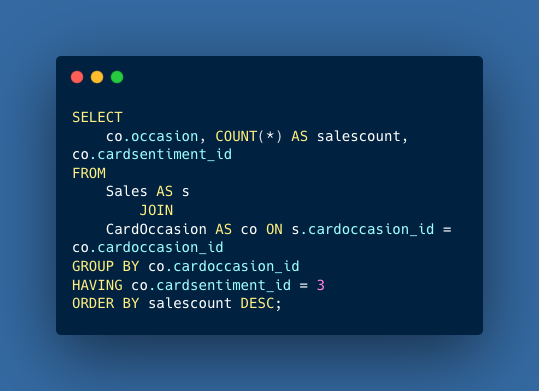 SELECT
    co.occasion, COUNT(*) AS salescount,
co.cardsentiment_id
FROM
    Sales AS s
        JOIN
    CardOccasion AS co ON s.cardoccasion_id =
co.cardoccasion_id
GROUP BY co.cardoccasion_id
HAVING co.cardsentiment_id = 3
ORDER BY salescount DESC;